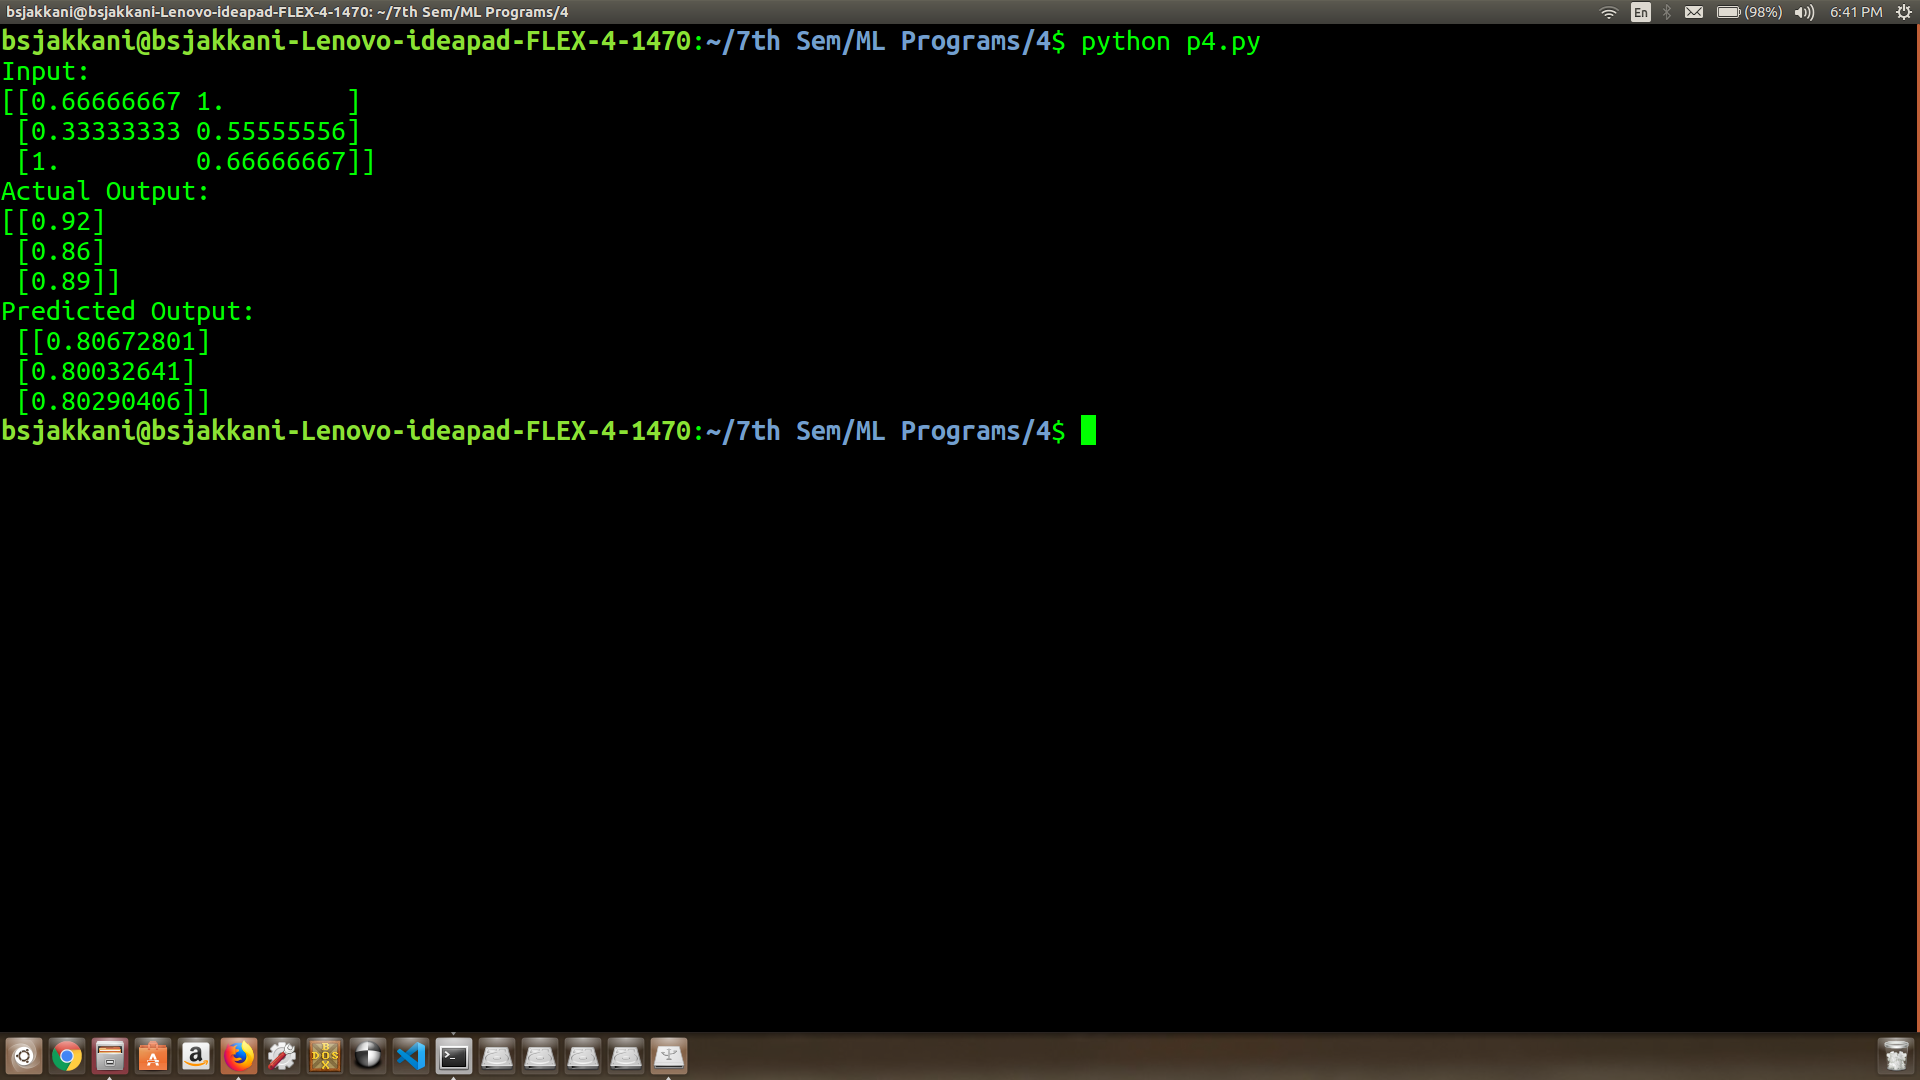 bsjakkani@bsjakkani-Lenovo-ideapad-FLEX-4-1470: ~/7th Sem/ML Programs/4 En (98%) 6:41 PM
bsjakkani@bsjakkani-Lenovo-ideapad-FLEX-4-1470:~/7th Sem/ML Programs/4$ python p4.py
Input:
[[0.66666667 1.        ]
 [0.33333333 0.55555556]
 [1.         0.66666667]]
Actual Output:
[[0.92]
 [0.86]
 [0.89]]
Predicted Output:
 [[0.80672801]
 [0.80032641]
 [0.80290406]]
bsjakkani@bsjakkani-Lenovo-ideapad-FLEX-4-1470:~/7th Sem/ML Programs/4$